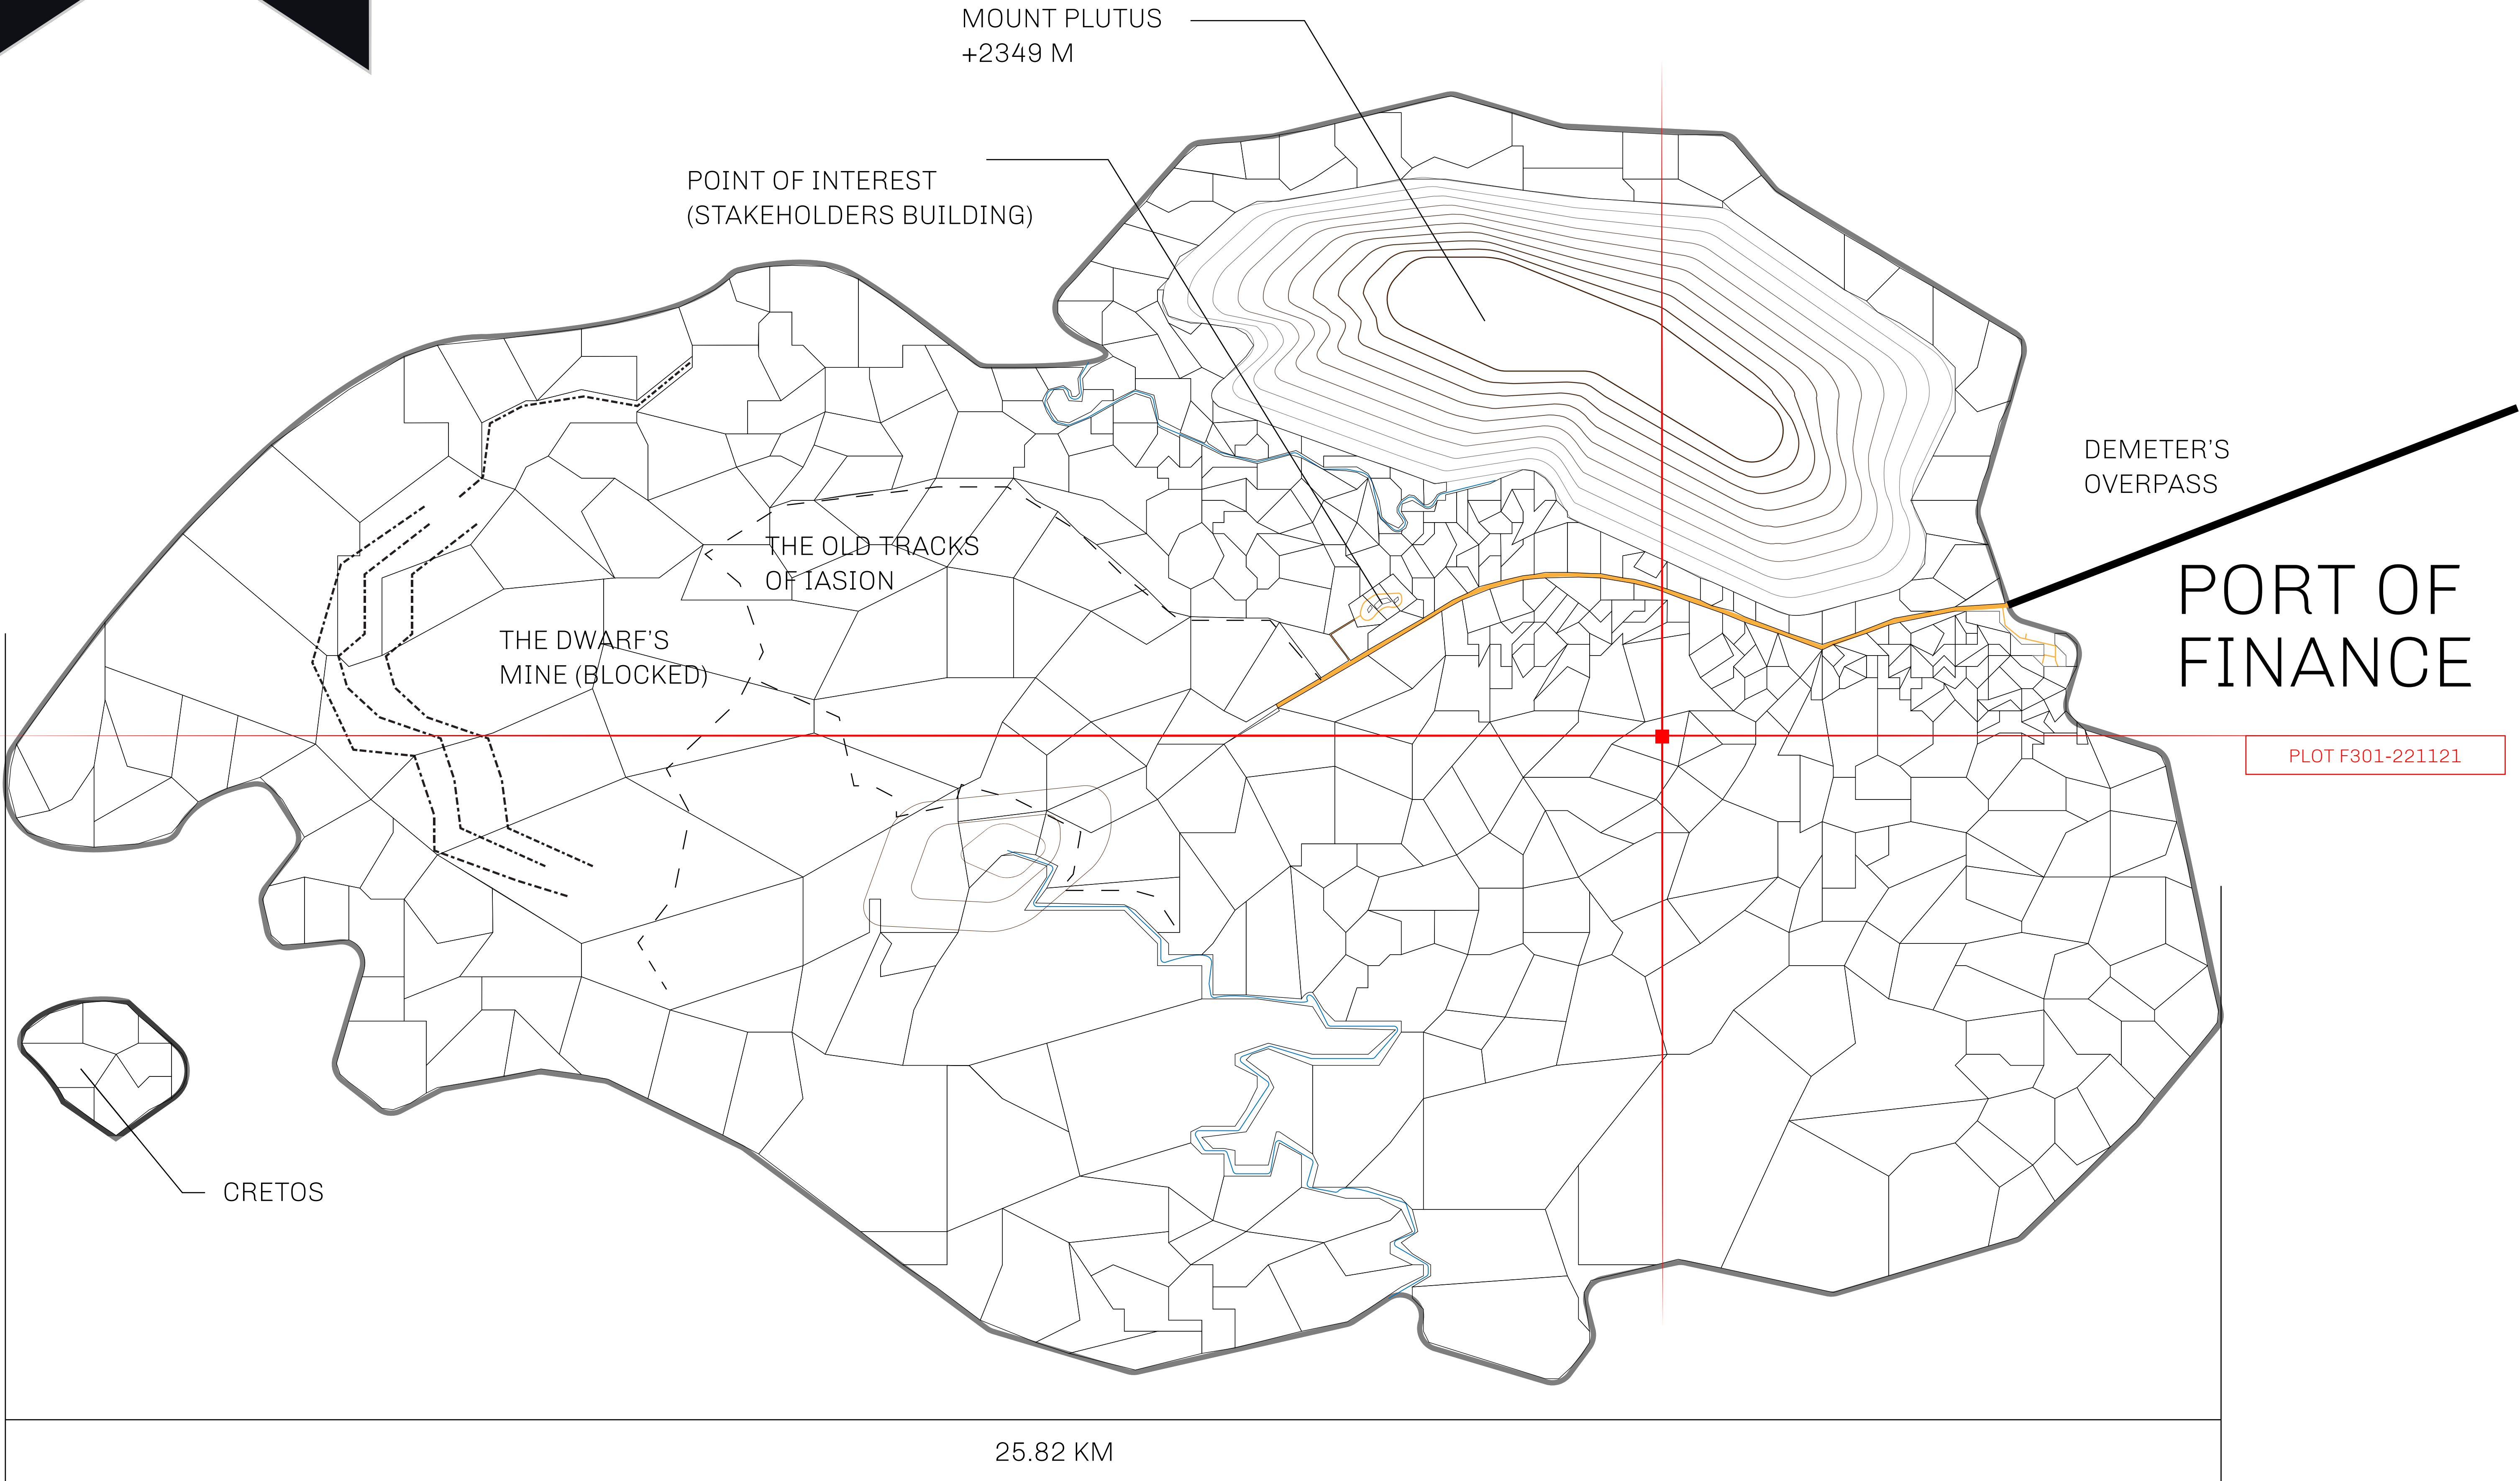 MOUNT PLUTUS
+2349 M
POINT OF INTEREST
(STAKEHOLDERS BUILDING)
DEMETER'S
OVERPASS
THE OLD TRACKS
OF IASION
PORT OF
FINANCE
THE DWARF'S
MINE (BLOCKED)
PLOT F301-221121
CRETOS
25.82 KM